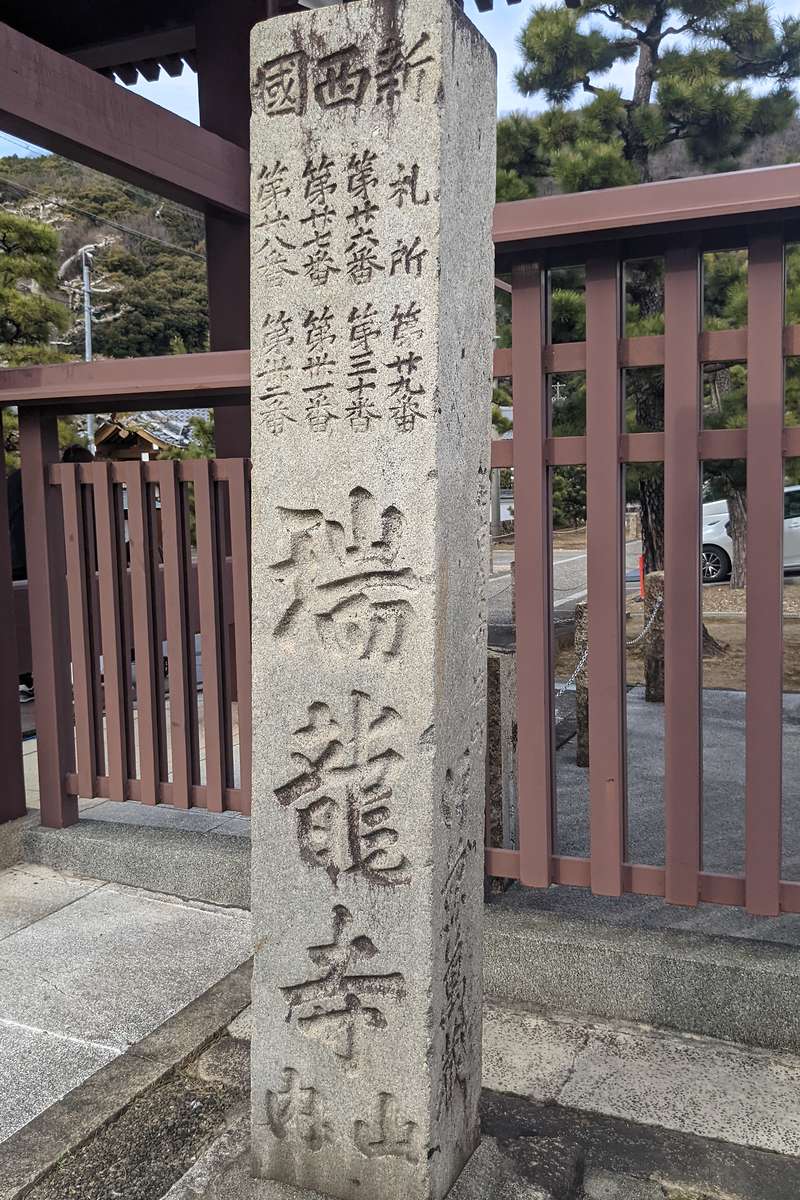 新西國
札所
第廿六番
第廿七番
第廿八番
第廿九番
第三十番
第卅一番
第卅二番
瑞龍寺
山内